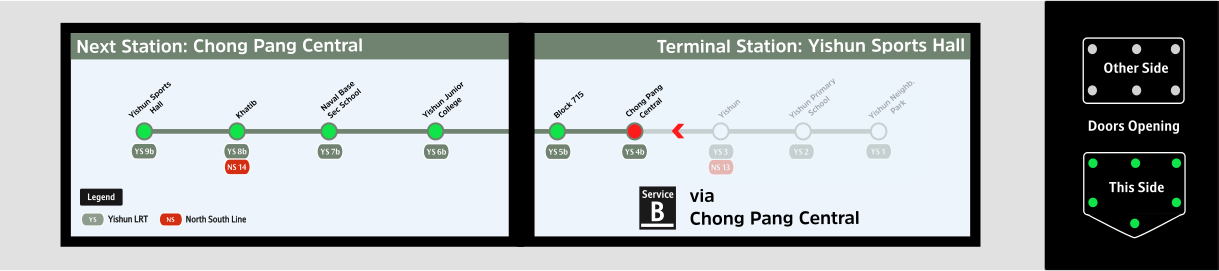 Next Station: Chong Pang Central
Terminal Station: Yishun Sports Hall
Yishun Sports
Hall
Khatib
Naval Base
Sec School
Yishun Junior
College
Block 715
Chong Pang
Central
Yishun
Yishun Primary
School
Yishun Neighb.
Park
YS 9b
YS 8b
YS 7b
YS 6b
YS 5b
YS 4b
YS 3
YS 2
YS 1
NS 14
NS 13
Legend
YS Yishun LRT
NS North South Line
Service
B
via
Chong Pang Central
Other Side
Doors Opening
This Side